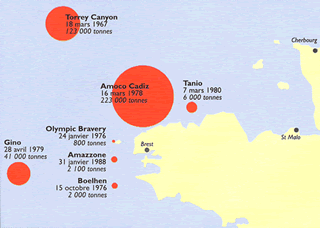 Torrey Canyon
18 mars 1967
123 000 tonnes
Cherbourg
Amoco Cadiz
16 mars 1978
223 000 tonnes
Tanio
7 mars 1980
6 000 tonnes
Olympic Bravery
24 janvier 1976
800 tonnes
St Malo
Gino
28 avril 1979
41 000 tonnes
Brest
Amazzone
31 janvier 1988
2 100 tonnes
Boelhen
15 octobre 1976
2 000 tonnes